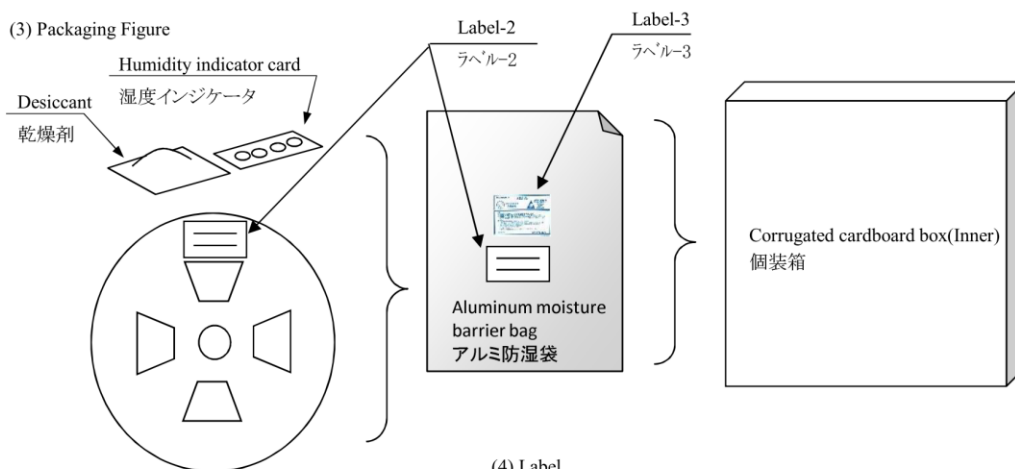 (3) Packaging Figure
Label-2
ラベル-2
Label-3
ラベル-3
Humidity indicator card
湿度インジケータ
Desiccant
乾燥剤
Aluminum moisture
barrier bag
アルミ防湿袋
Corrugated cardboard box(Inner)
個装箱
(4) Label